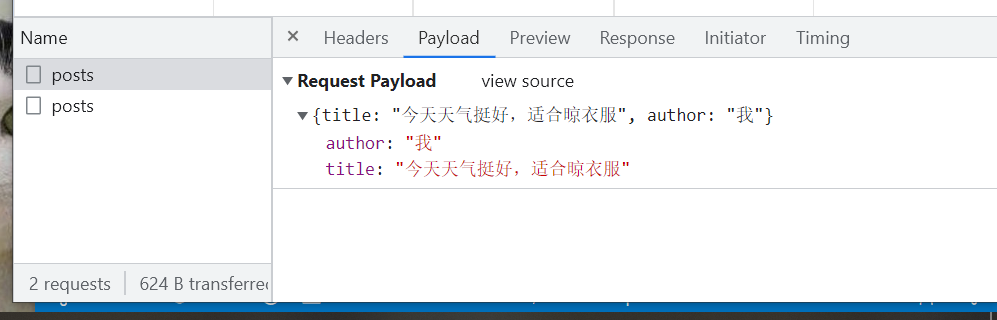 Name
Headers Payload Preview Response Initiator Timing
posts
posts
Request Payload view source
{title: "今天天气挺好，适合晾衣服", author: "我"}
author: "我"
title: "今天天气挺好，适合晾衣服"
2 requests 624 B transferred